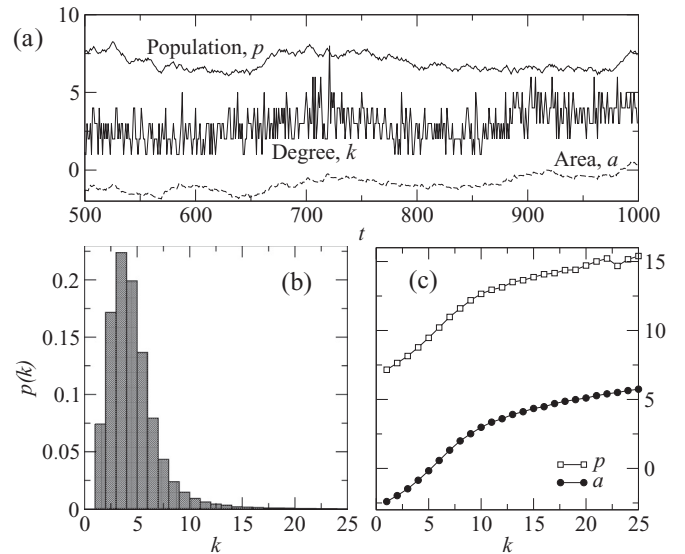 (a)
10
5
0
Population, p
Degree, k
Area, a
500 600 700 800 900 1000
t
(b)
p(k)
0.2
0.15
0.1
0.05
0
0 5 10 15 20 25
k
(c)
15
10
5
0
p
a
0 5 10 15 20 25
k